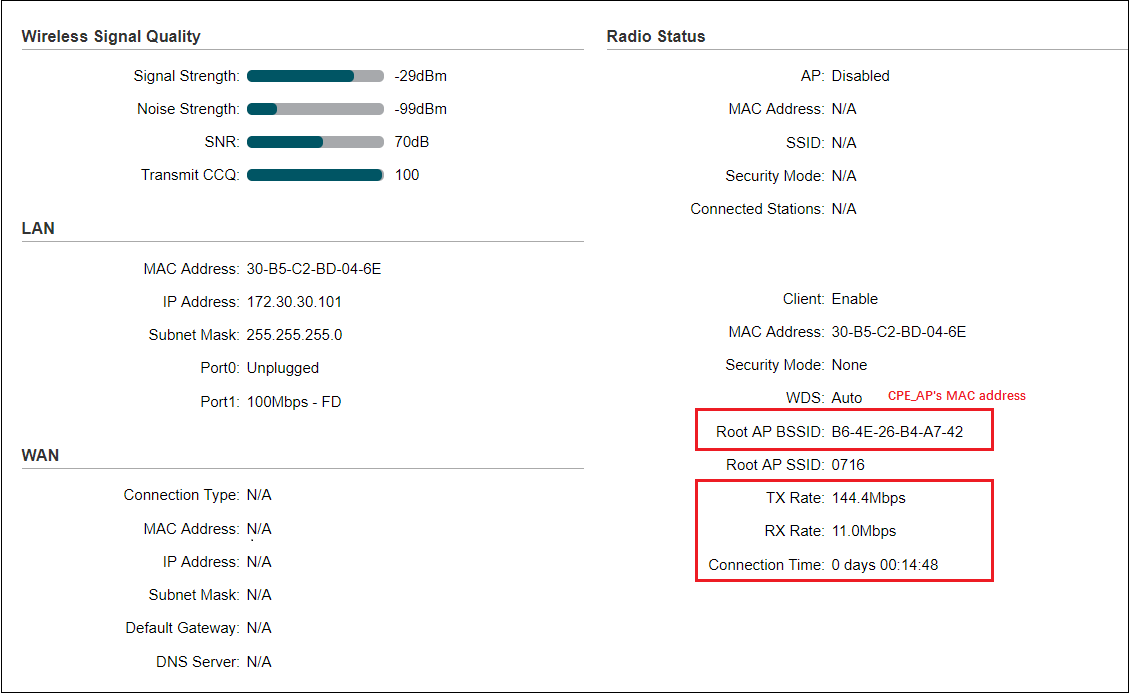 Wireless Signal Quality
Signal Strength: -29dBm
Noise Strength: -99dBm
SNR: 70dB
Transmit CCQ: 100
LAN
MAC Address: 30-B5-C2-BD-04-6E
IP Address: 172.30.30.101
Subnet Mask: 255.255.255.0
Port0: Unplugged
Port1: 100Mbps - FD
WAN
Connection Type: N/A
MAC Address: N/A
IP Address: N/A
Subnet Mask: N/A
Default Gateway: N/A
DNS Server: N/A
Radio Status
AP: Disabled
MAC Address: N/A
SSID: N/A
Security Mode: N/A
Connected Stations: N/A
Client: Enable
MAC Address: 30-B5-C2-BD-04-6E
Security Mode: None
WDS: Auto CPE_AP's MAC address
Root AP BSSID: B6-4E-26-B4-A7-42
Root AP SSID: 0716
TX Rate: 144.4Mbps
RX Rate: 11.0Mbps
Connection Time: 0 days 00:14:48